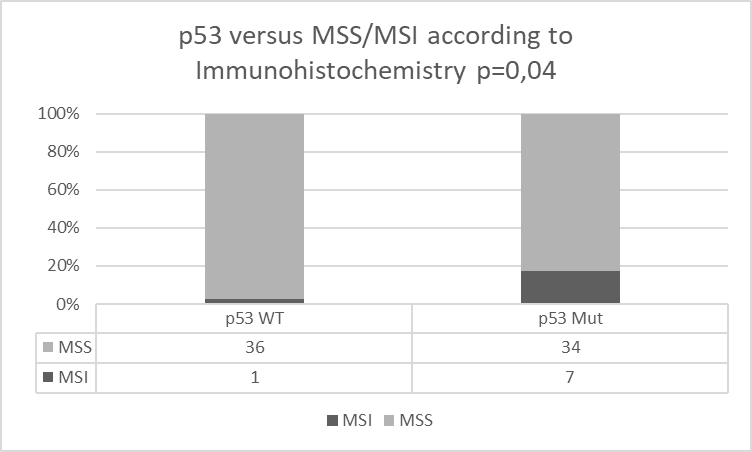 p53 versus MSS/MSI according to
Immunohistochemistry p=0,04
100%
80%
60%
40%
20%
0%
p53 WT p53 Mut
MSS 36 34
MSI 1 7
MSI MSS